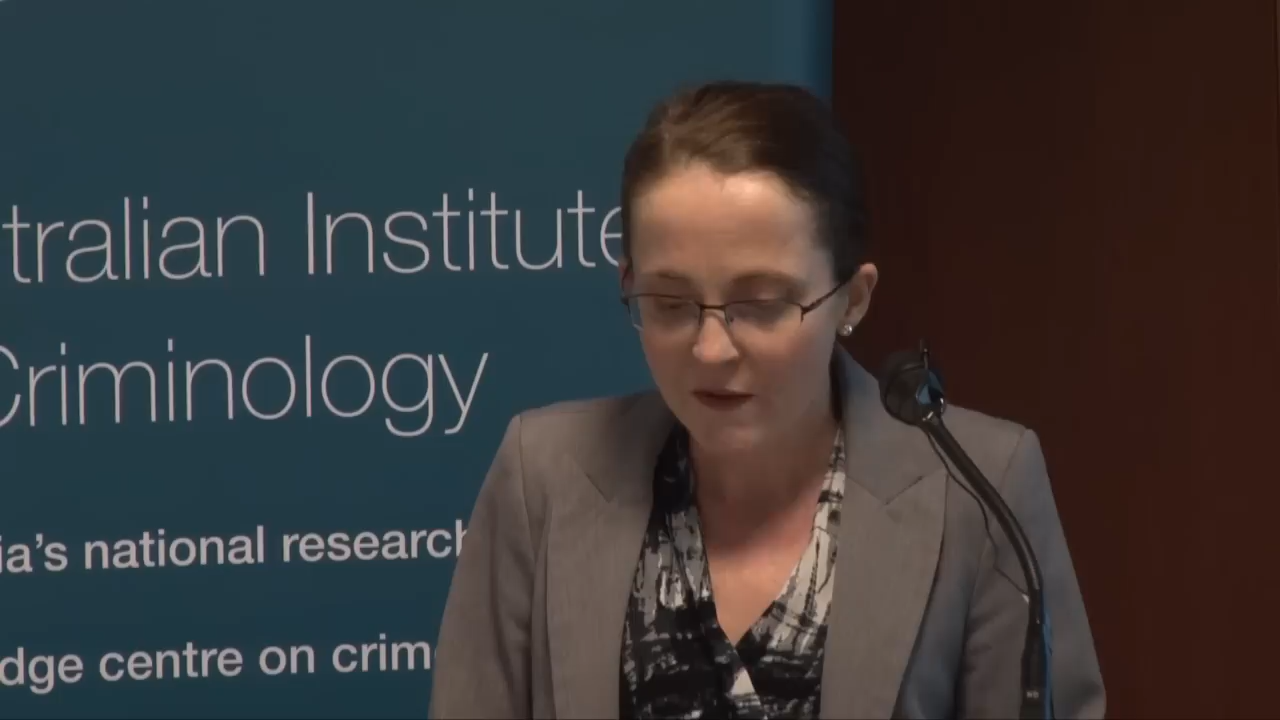 tralian Institute
Criminology
ia's national research
dge centre on crim